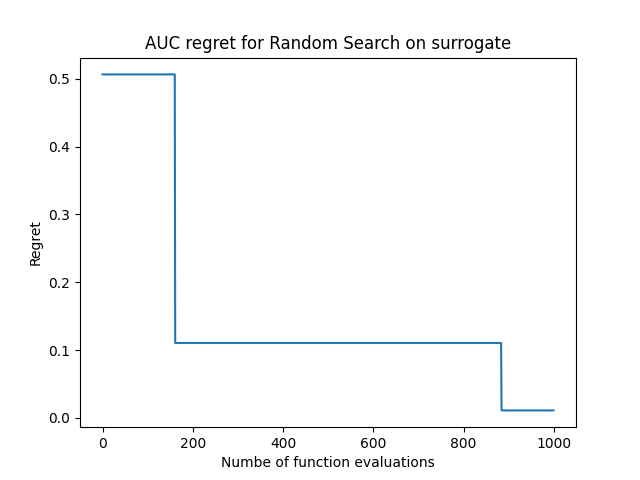 AUC regret for Random Search on surrogate
0.5
0.4
0.3
0.2
0.1
0.0
Regret
0 200 400 600 800 1000
Numbe of function evaluations